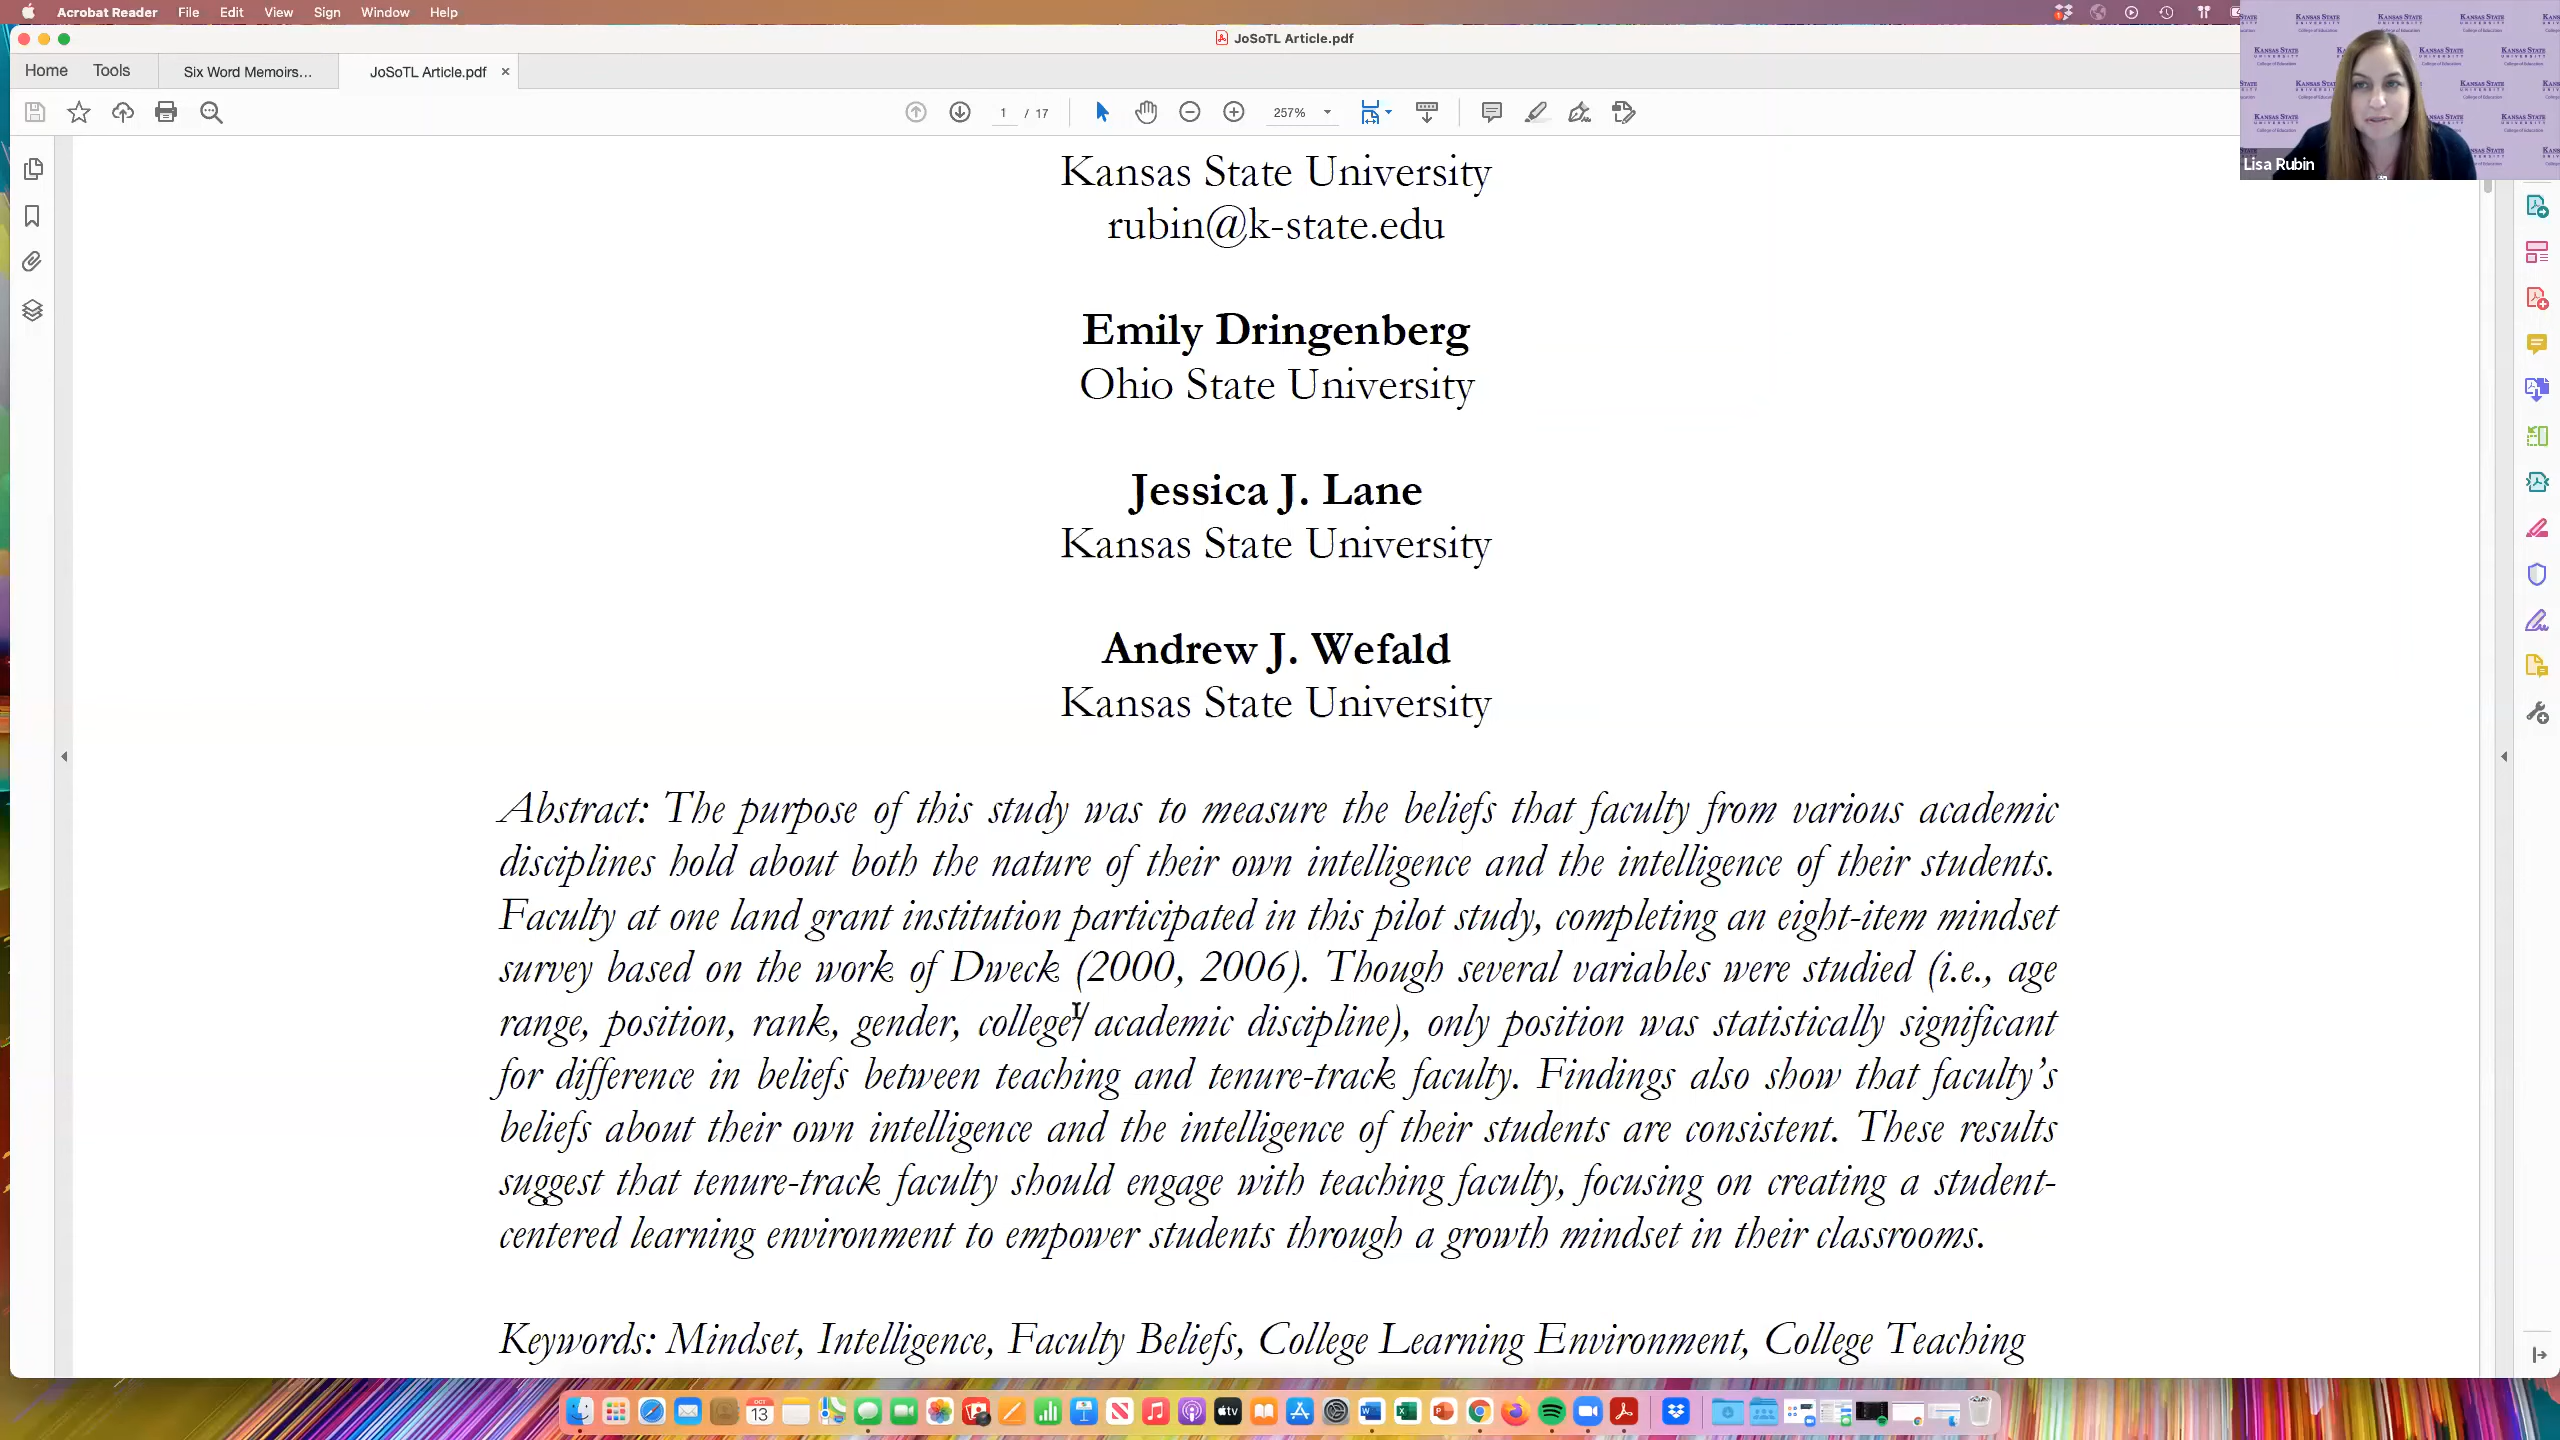 Acrobat Reader File Edit View Sign Window Help
JoSoTL Article.pdf
Home Tools Six Word Memoirs... JoSoTL Article.pdf ×
1 / 17 257%
Kansas State University
rubin@k-state.edu
Emily Dringenberg
Ohio State University
Jessica J. Lane
Kansas State University
Andrew J. Wefald
Kansas State University
Abstract: The purpose of this study was to measure the beliefs that faculty from various academic
disciplines hold about both the nature of their own intelligence and the intelligence of their students.
Faculty at one land grant institution participated in this pilot study, completing an eight-item mindset
survey based on the work of Dweck (2000, 2006). Though several variables were studied (i.e., age
range, position, rank, gender, college/academic discipline), only position was statistically significant
for difference in beliefs between teaching and tenure-track faculty. Findings also show that faculty's
beliefs about their own intelligence and the intelligence of their students are consistent. These results
suggest that tenure-track faculty should engage with teaching faculty, focusing on creating a student-
centered learning environment to empower students through a growth mindset in their classrooms.
Keywords: Mindset, Intelligence, Faculty Beliefs, College Learning Environment, College Teaching
KANSAS STATE
UNIVERSITY
College of Education
Lisa Rubin
OCT
13
tv